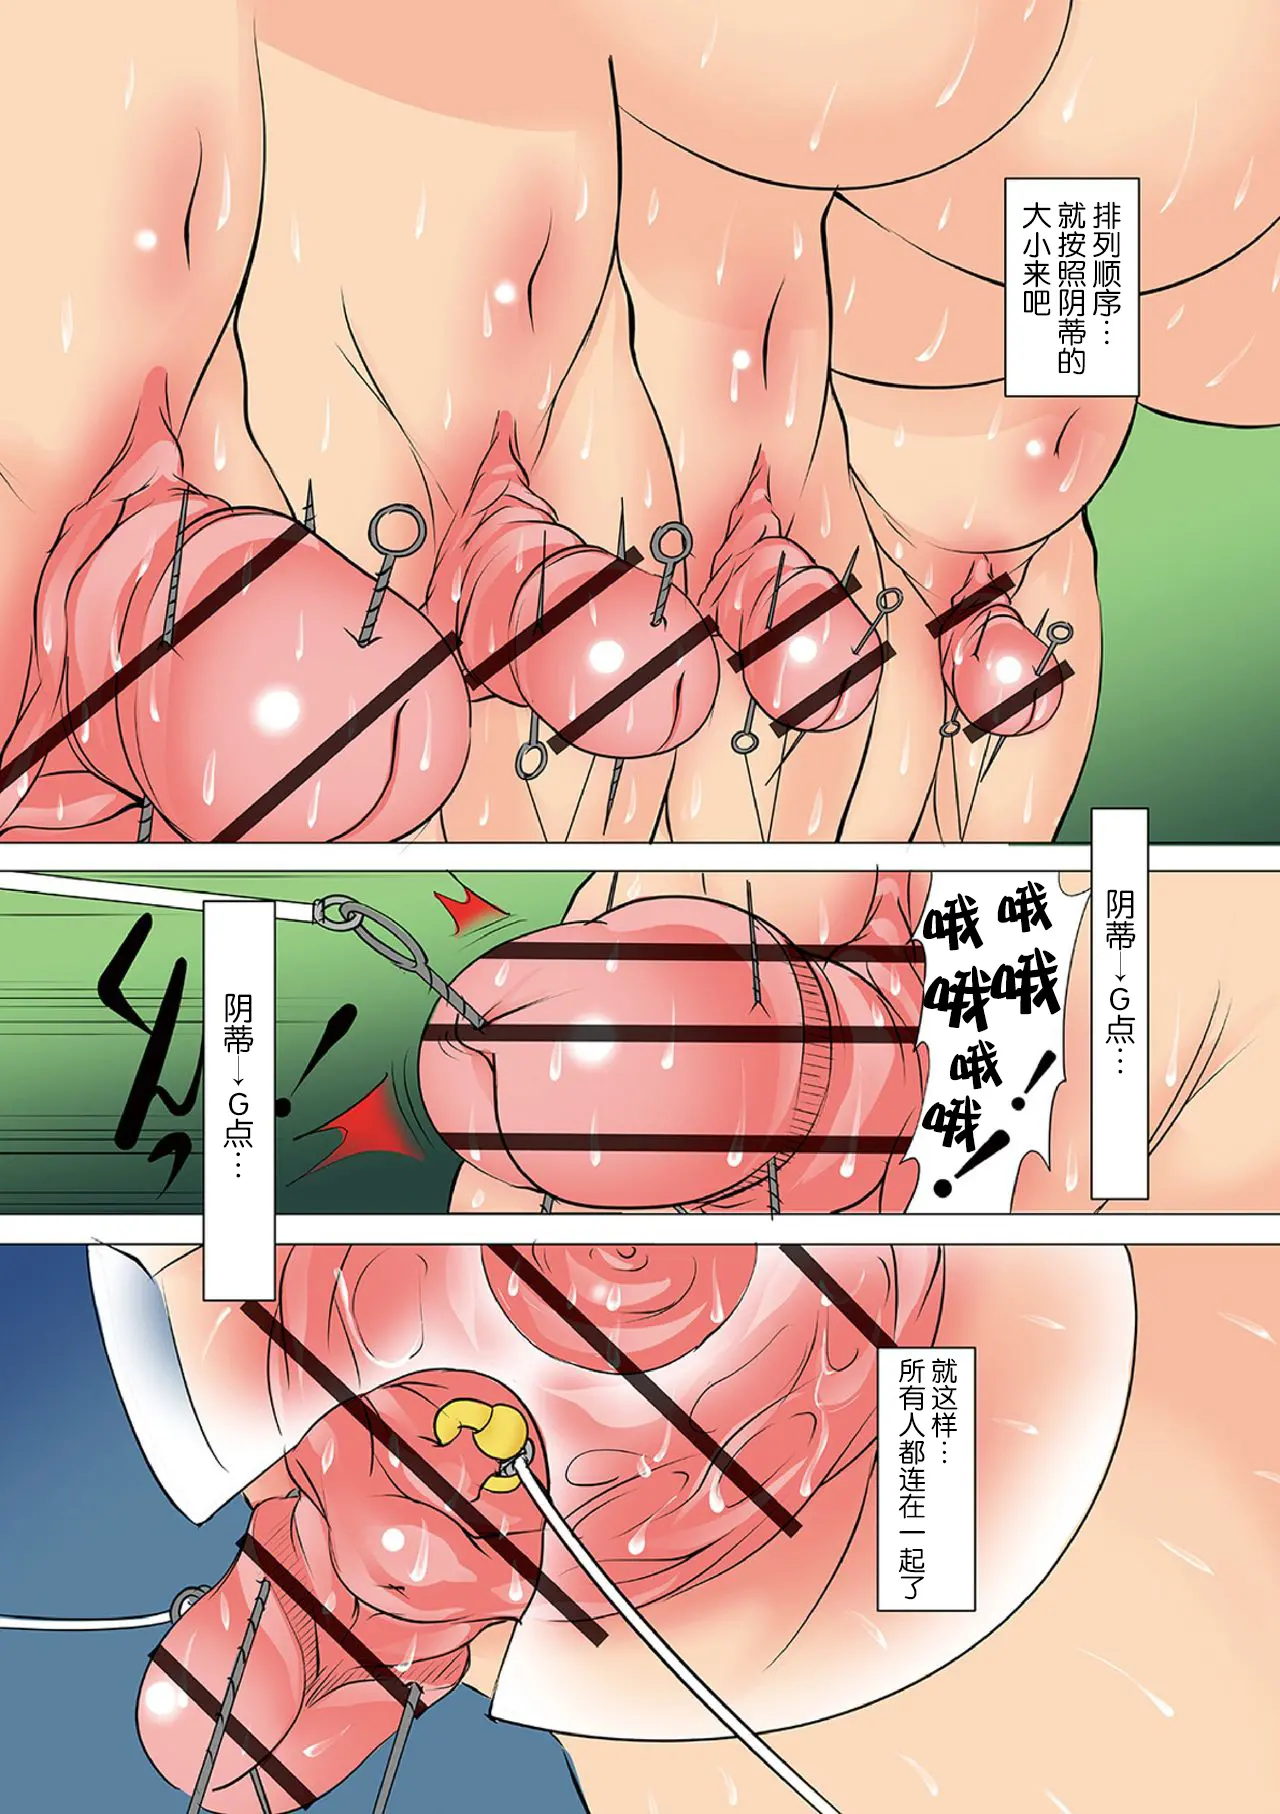 排列顺序…
就按照阴蒂的
大小来吧
阴蒂→G点…
哦哦
哦哦
哦
哦!!
阴蒂→G点…
ん!!
就这样…
所有人都连在一起了